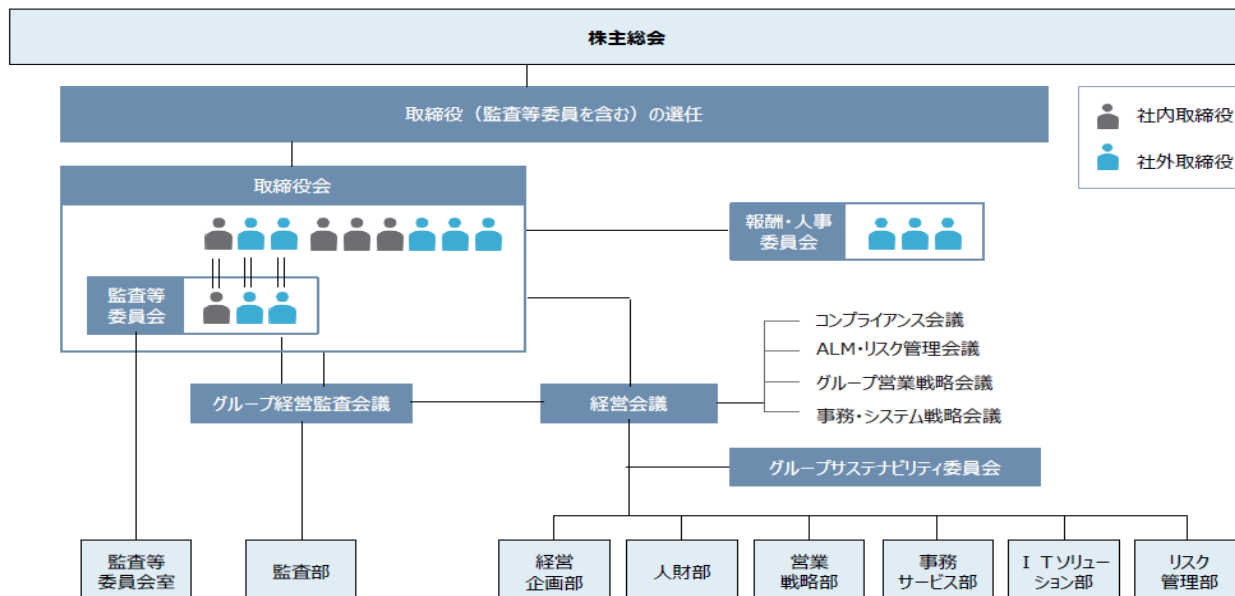 株主総会
取締役（監査等委員を含む）の選任
社内取締役
社外取締役
取締役会
報酬・人事
委員会
監査等
委員会
コンプライアンス会議
ALM・リスク管理会議
グループ営業戦略会議
事務・システム戦略会議
グループ経営監査会議
経営会議
グループサステナビリティ委員会
監査等
委員会室
監査部
経営
企画部
人財部
営業
戦略部
事務
サービス部
ＩＴソリュー
ション部
リスク
管理部